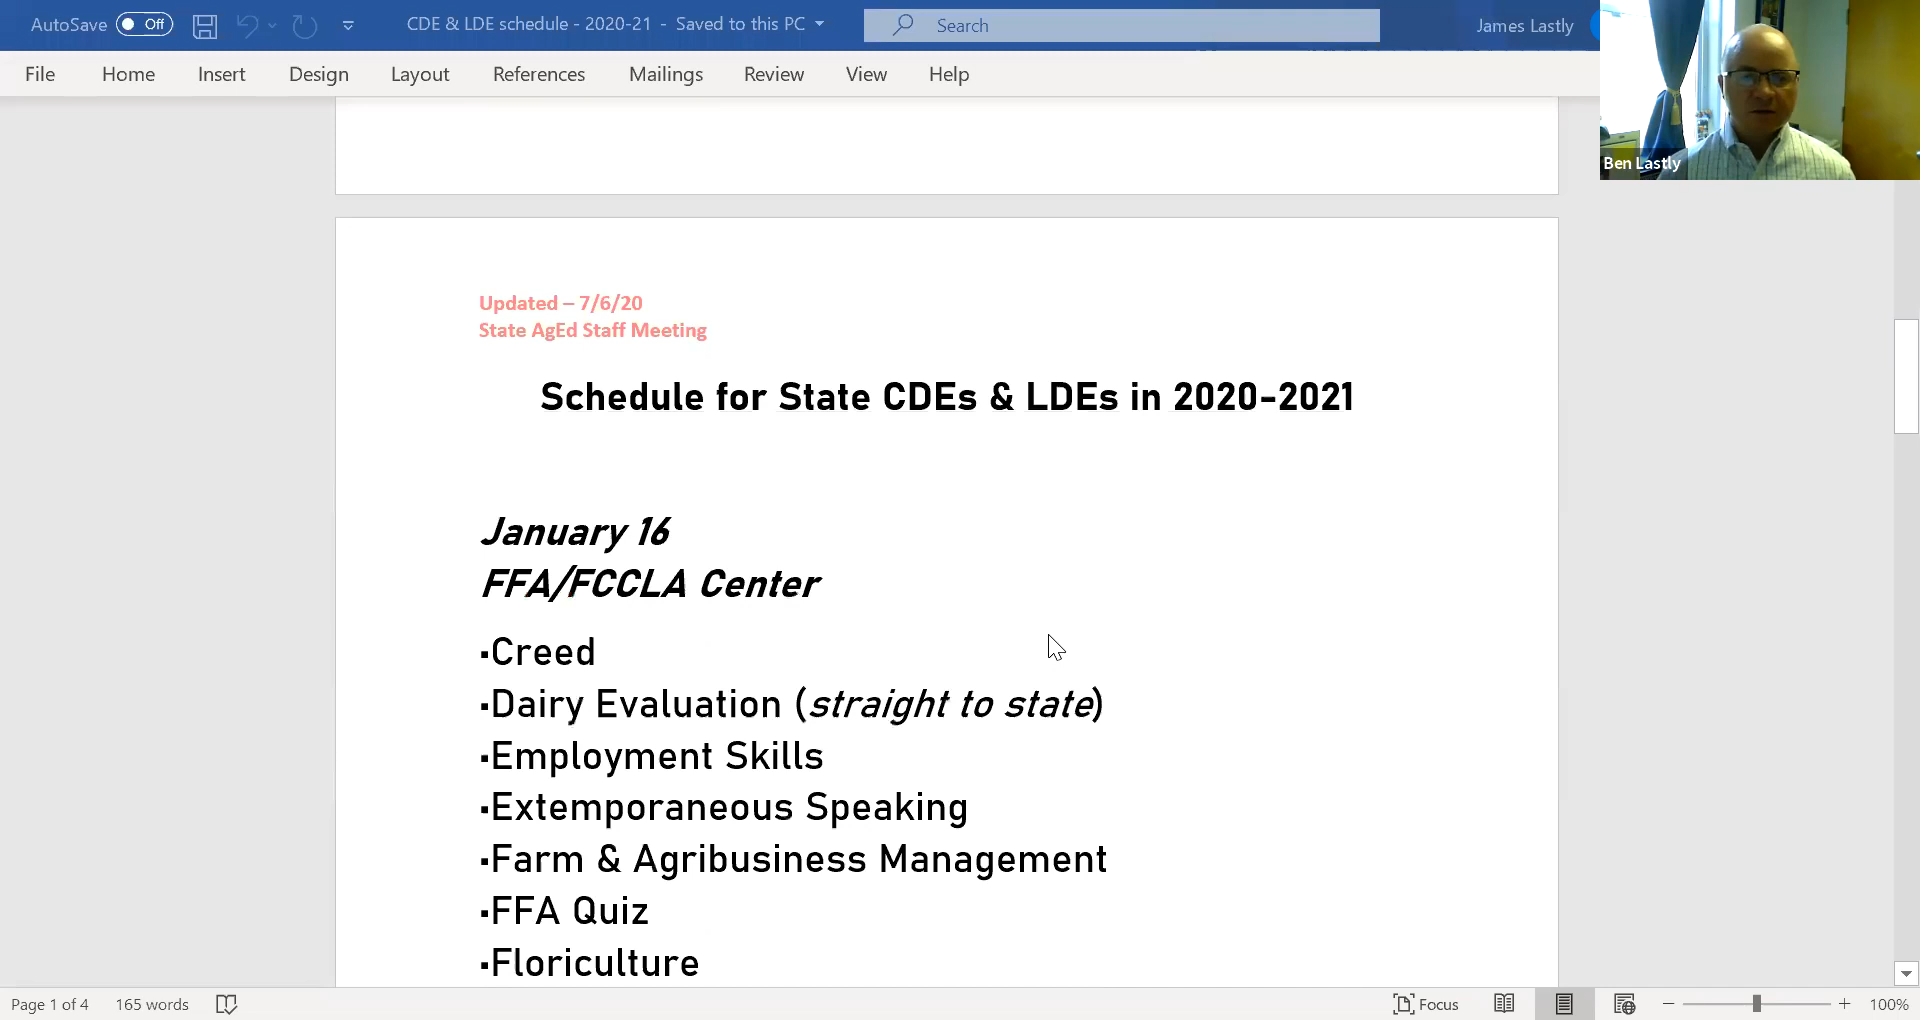 AutoSave Off CDE & LDE schedule - 2020-21 - Saved to this PC Search James Lastly
File Home Insert Design Layout References Mailings Review View Help
Ben Lastly
Updated – 7/6/20
State AgEd Staff Meeting
Schedule for State CDEs & LDEs in 2020-2021
January 16
FFA/FCCLA Center
▪Creed
▪Dairy Evaluation (straight to state)
▪Employment Skills
▪Extemporaneous Speaking
▪Farm & Agribusiness Management
▪FFA Quiz
▪Floriculture
Page 1 of 4 165 words Focus 100%